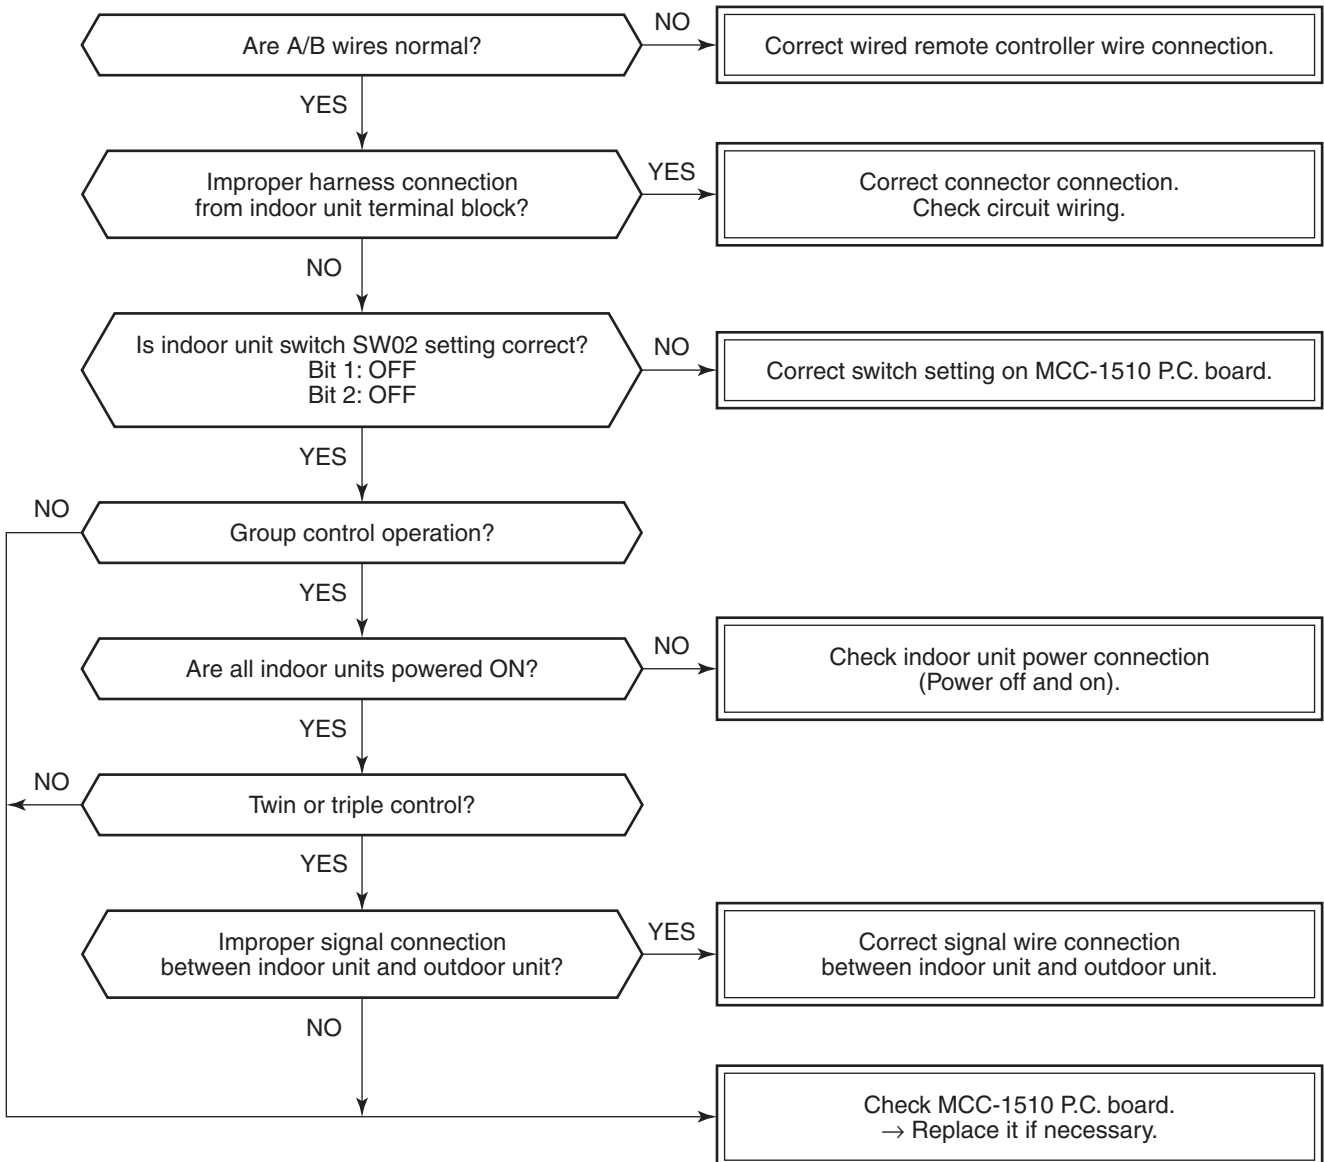 Are A/B wires normal?
NO
Correct wired remote controller wire connection.
YES
Improper harness connection
from indoor unit terminal block?
YES
Correct connector connection.
Check circuit wiring.
NO
Is indoor unit switch SW02 setting correct?
Bit 1: OFF
Bit 2: OFF
NO
Correct switch setting on MCC-1510 P.C. board.
YES
NO
Group control operation?
YES
Are all indoor units powered ON?
NO
Check indoor unit power connection
(Power off and on).
YES
NO
Twin or triple control?
YES
Improper signal connection
between indoor unit and outdoor unit?
YES
Correct signal wire connection
between indoor unit and outdoor unit.
NO
Check MCC-1510 P.C. board.
→ Replace it if necessary.